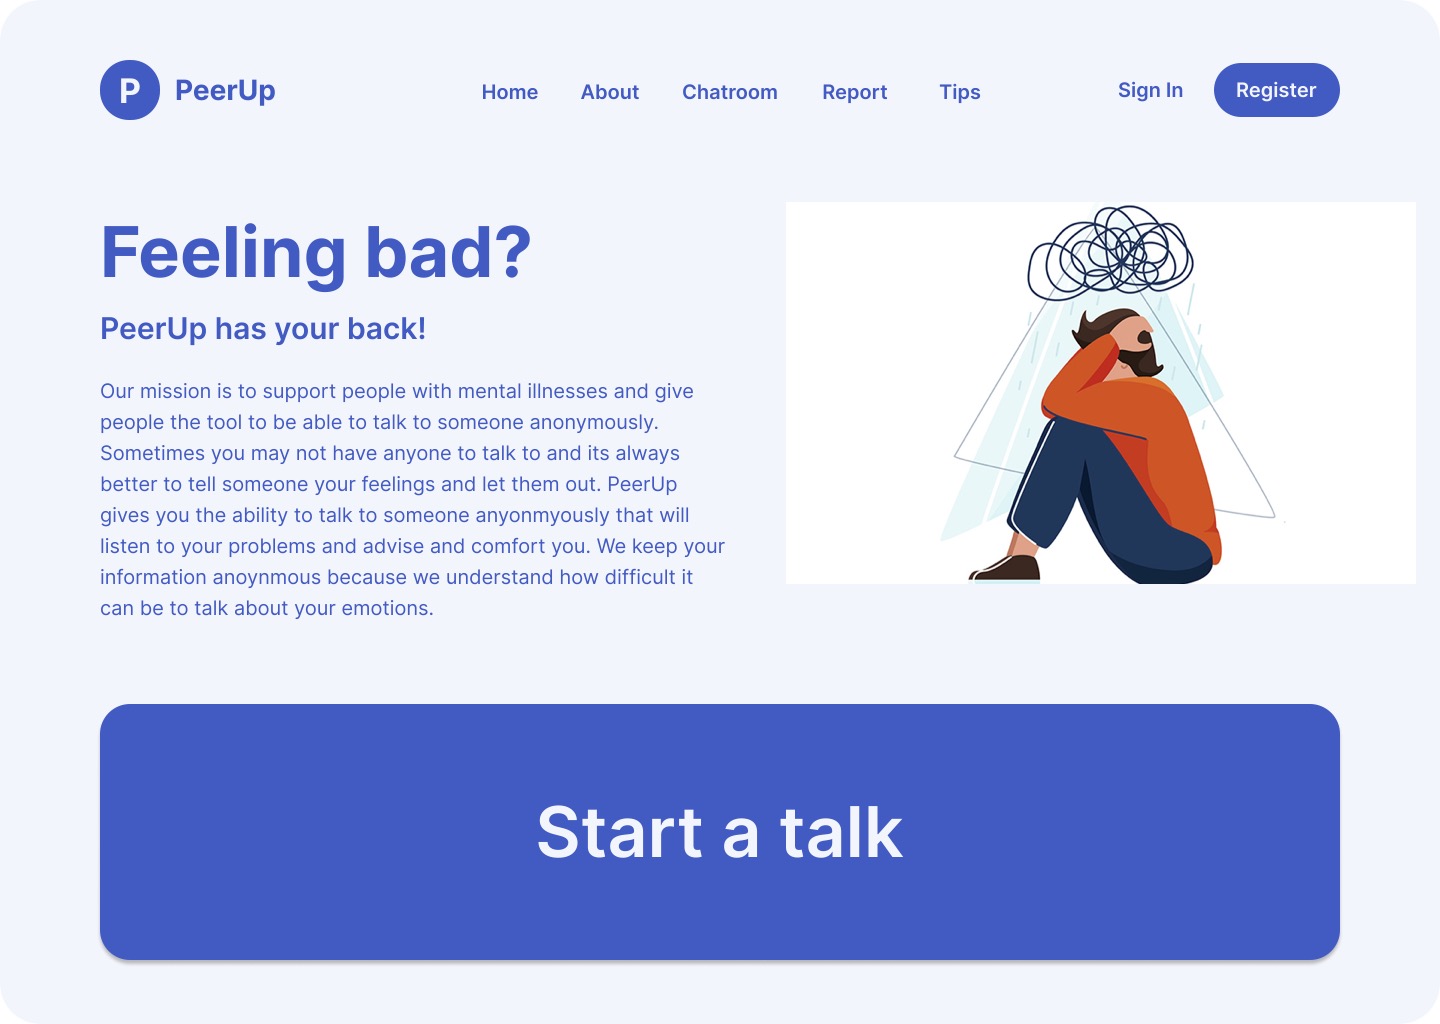 P PeerUp Home About Chatroom Report Tips Sign In Register
Feeling bad?
PeerUp has your back!
Our mission is to support people with mental illnesses and give
people the tool to be able to talk to someone anonymously.
Sometimes you may not have anyone to talk to and its always
better to tell someone your feelings and let them out. PeerUp
gives you the ability to talk to someone anyonmyously that will
listen to your problems and advise and comfort you. We keep your
information anoynmous because we understand how difficult it
can be to talk about your emotions.
Start a talk